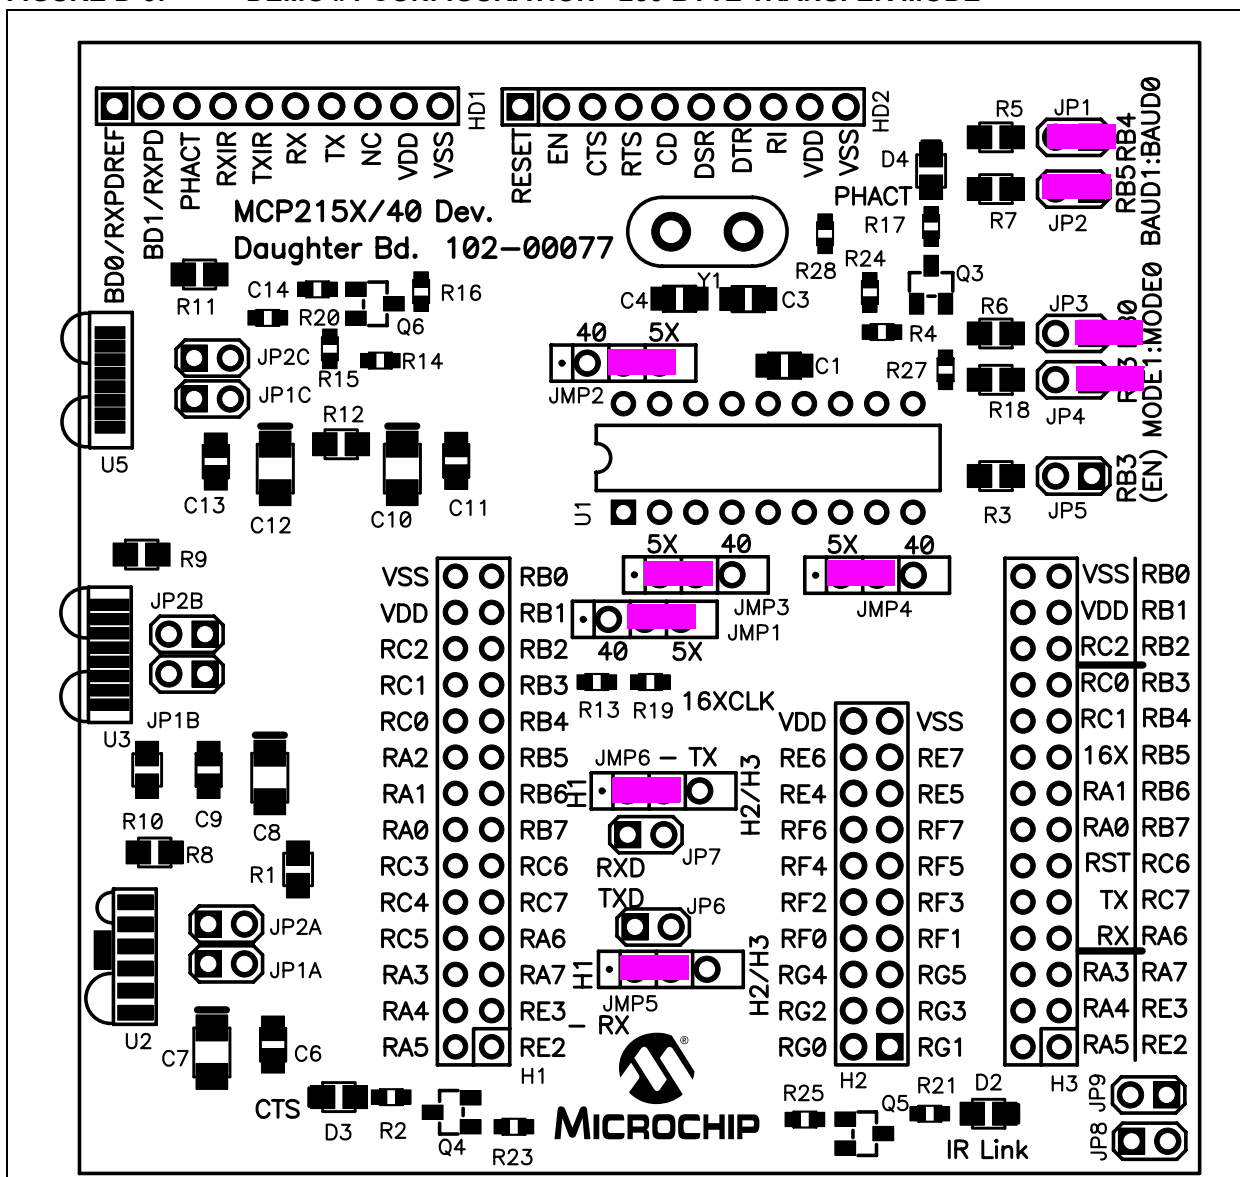 HD1
HD2
BD0/RXPDREF
BD1/RXPD
PHACT
RXIR
TXIR
RX
TX
NC
VDD
VSS
RESET
EN
CTS
RTS
CD
DSR
DTR
RI
VDD
VSS
R5
JP1
D4
PHACT
R7
JP2
RB5RB4
BAUD1:BAUD0
MCP215X/40 Dev.
Daughter Bd. 102-00077
R17
R28
R24
Q3
R11
C14
R16
R20
Q6
C4
Y1
C3
R6
JP3
R4
JP2C
R15
R14
40 5X
JMP2
C1
R27
R18
JP4
(EN) MODE1:MODE0
JP1C
R12
U5
C13
C12
C10
C11
U1
R3
JP5
RB3
R9
5X 40
JMP3
5X 40
JMP4
JMP1
40 5X
JP2B
JP1B
U3
R13
R19
16XCLK
VSS RB0
VDD RB1
RC2 RB2
RC1 RB3
RC0 RB4
RA2 RB5
RA1 RB6
RA0 RB7
RC3 RC6
RC4 RC7
RC5 RA6
RA3 RA7
RA4 RE3
RA5 RE2
H1
JMP6 – TX
H1
H2/H3
JP7
RXD
TXD
JP6
H1
H2/H3
JMP5
– RX
VDD VSS
RE6 RE7
RE4 RE5
RF6 RF7
RF4 RF5
RF2 RF3
RF0 RF1
RG4 RG5
RG2 RG3
RG0 RG1
H2
VSS RB0
VDD RB1
RC2 RB2
RC0 RB3
RC1 RB4
16X RB5
RA1 RB6
RA0 RB7
RST RC6
TX RC7
RX RA6
RA3 RA7
RA4 RE3
RA5 RE2
H3
R10
C9
C8
R8
R1
JP2A
JP1A
U2
C7
C6
CTS
D3
R2
Q4
R23
®
MICROCHIP
R25
Q5
R21
D2
IR Link
JP9
JP8